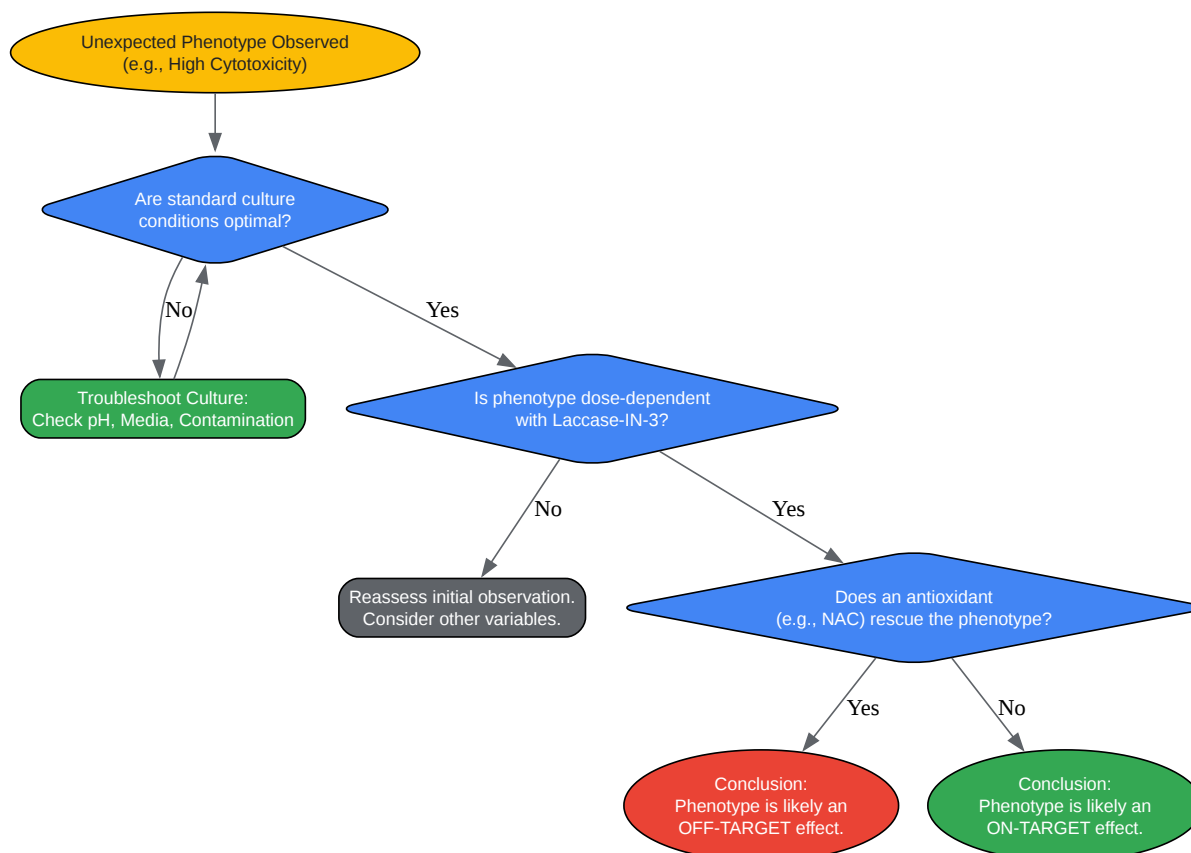 Unexpected Phenotype Observed
(e.g., High Cytotoxicity)
Are standard culture
conditions optimal?
No
Yes
Troubleshoot Culture:
Check pH, Media, Contamination
Is phenotype dose-dependent
with Laccase-IN-3?
No
Yes
Reassess initial observation.
Consider other variables.
Does an antioxidant
(e.g., NAC) rescue the phenotype?
Yes
No
Conclusion:
Phenotype is likely an
OFF-TARGET effect.
Conclusion:
Phenotype is likely an
ON-TARGET effect.